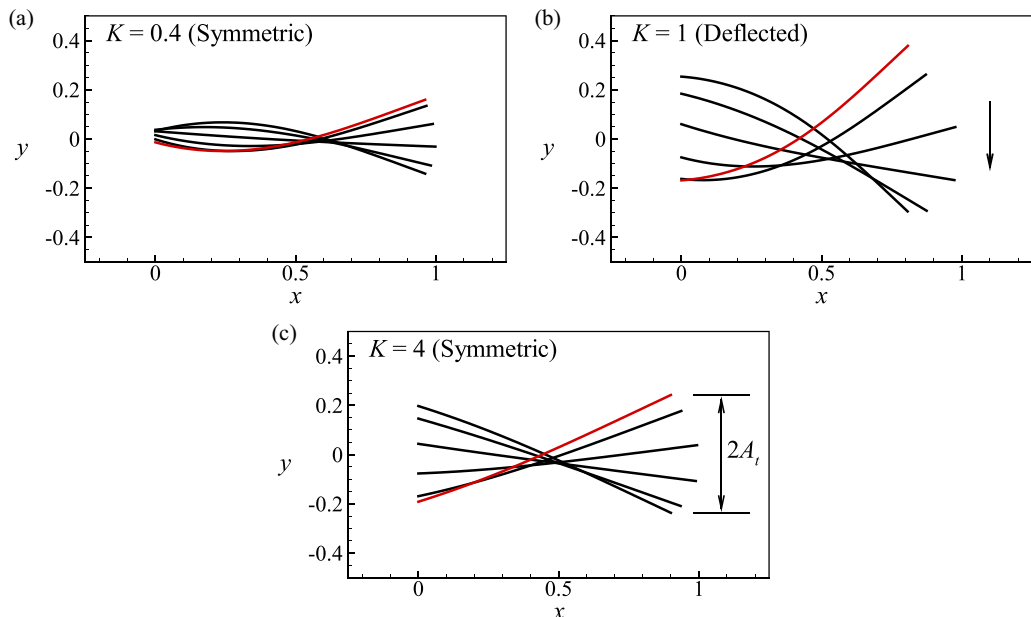 (a)
K = 0.4 (Symmetric)
0.4
0.2
0
-0.2
-0.4
y
0
0.5
1
x
(b)
K = 1 (Deflected)
0.4
0.2
0
-0.2
-0.4
y
0
0.5
1
x
(c)
K = 4 (Symmetric)
0.4
0.2
0
-0.2
-0.4
y
2Aₜ
0
0.5
1
x